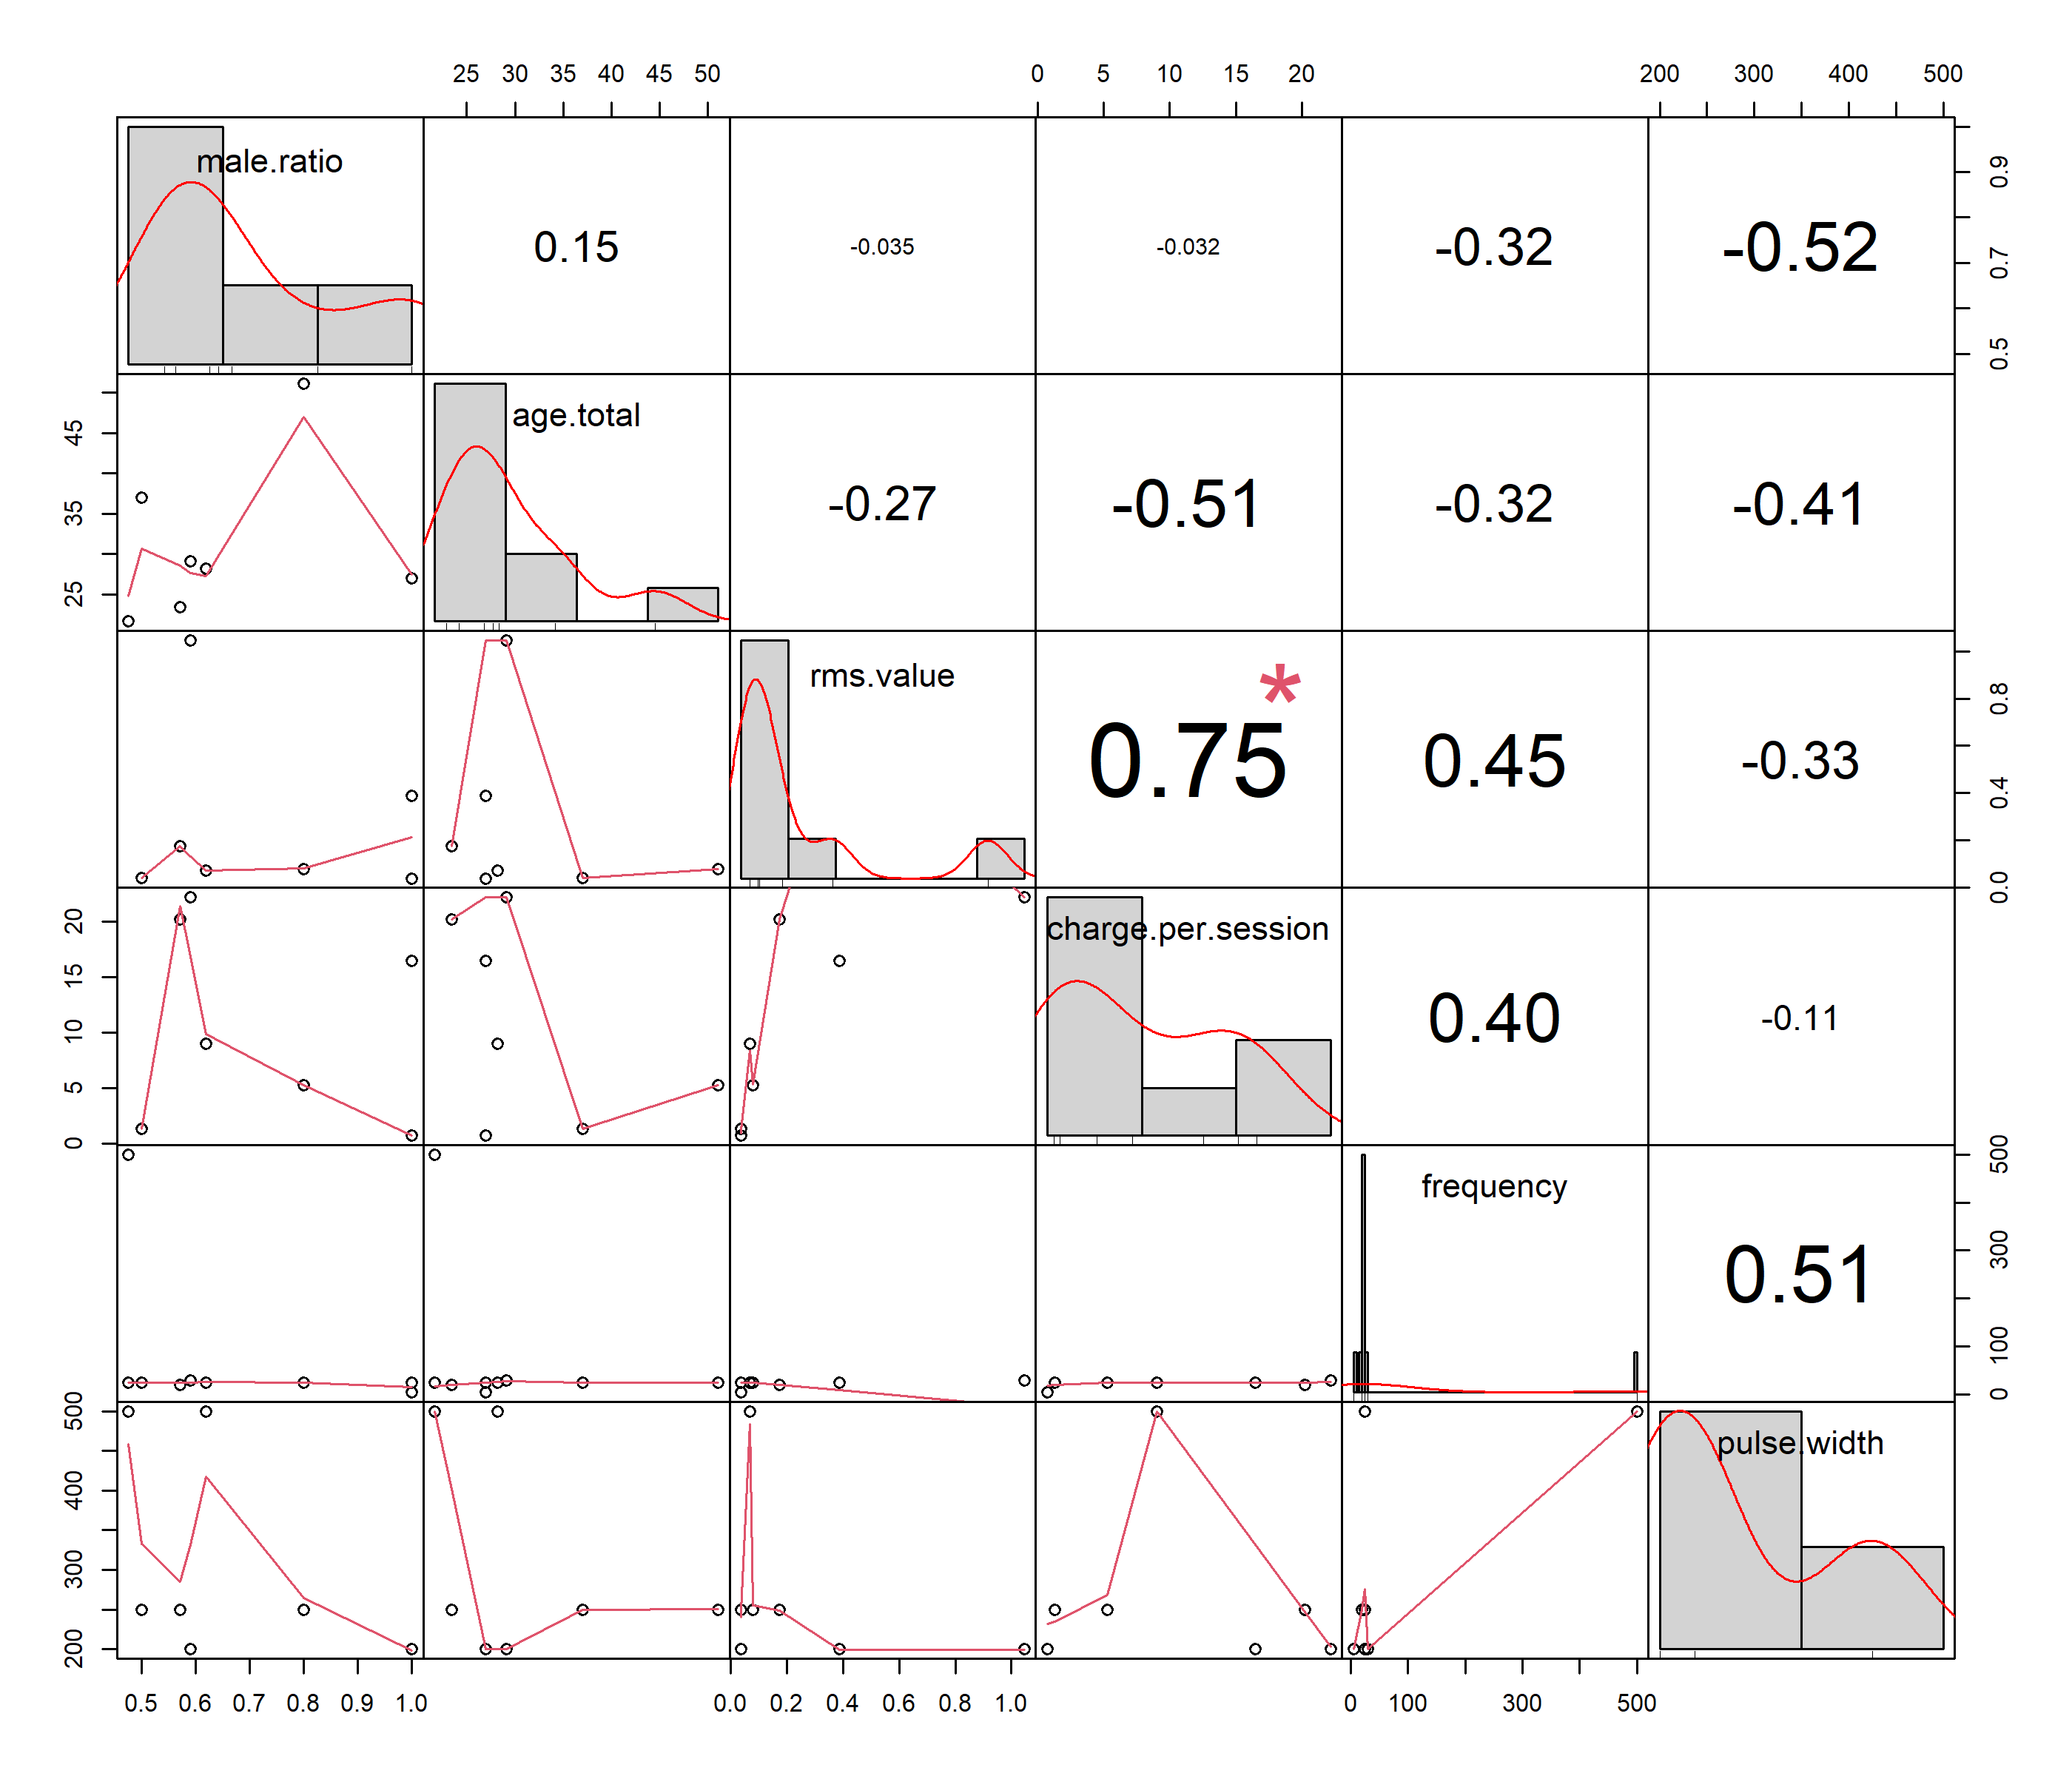 25 30 35 40 45 50 0 5 10 15 20 200 300 400 500
male.ratio 0.15 -0.035 -0.032 -0.32 -0.52 0.5 0.7 0.9
25 35 45 age.total -0.27 -0.51 -0.32 -0.41
rms.value 0.75* 0.45 -0.33 0.0 0.4 0.8
0 5 10 15 20 charge.per.session 0.40 -0.11
frequency 0.51 0 100 300 500
200 300 400 500 pulse.width
0.5 0.6 0.7 0.8 0.9 1.0 0.0 0.2 0.4 0.6 0.8 1.0 0 100 300 500